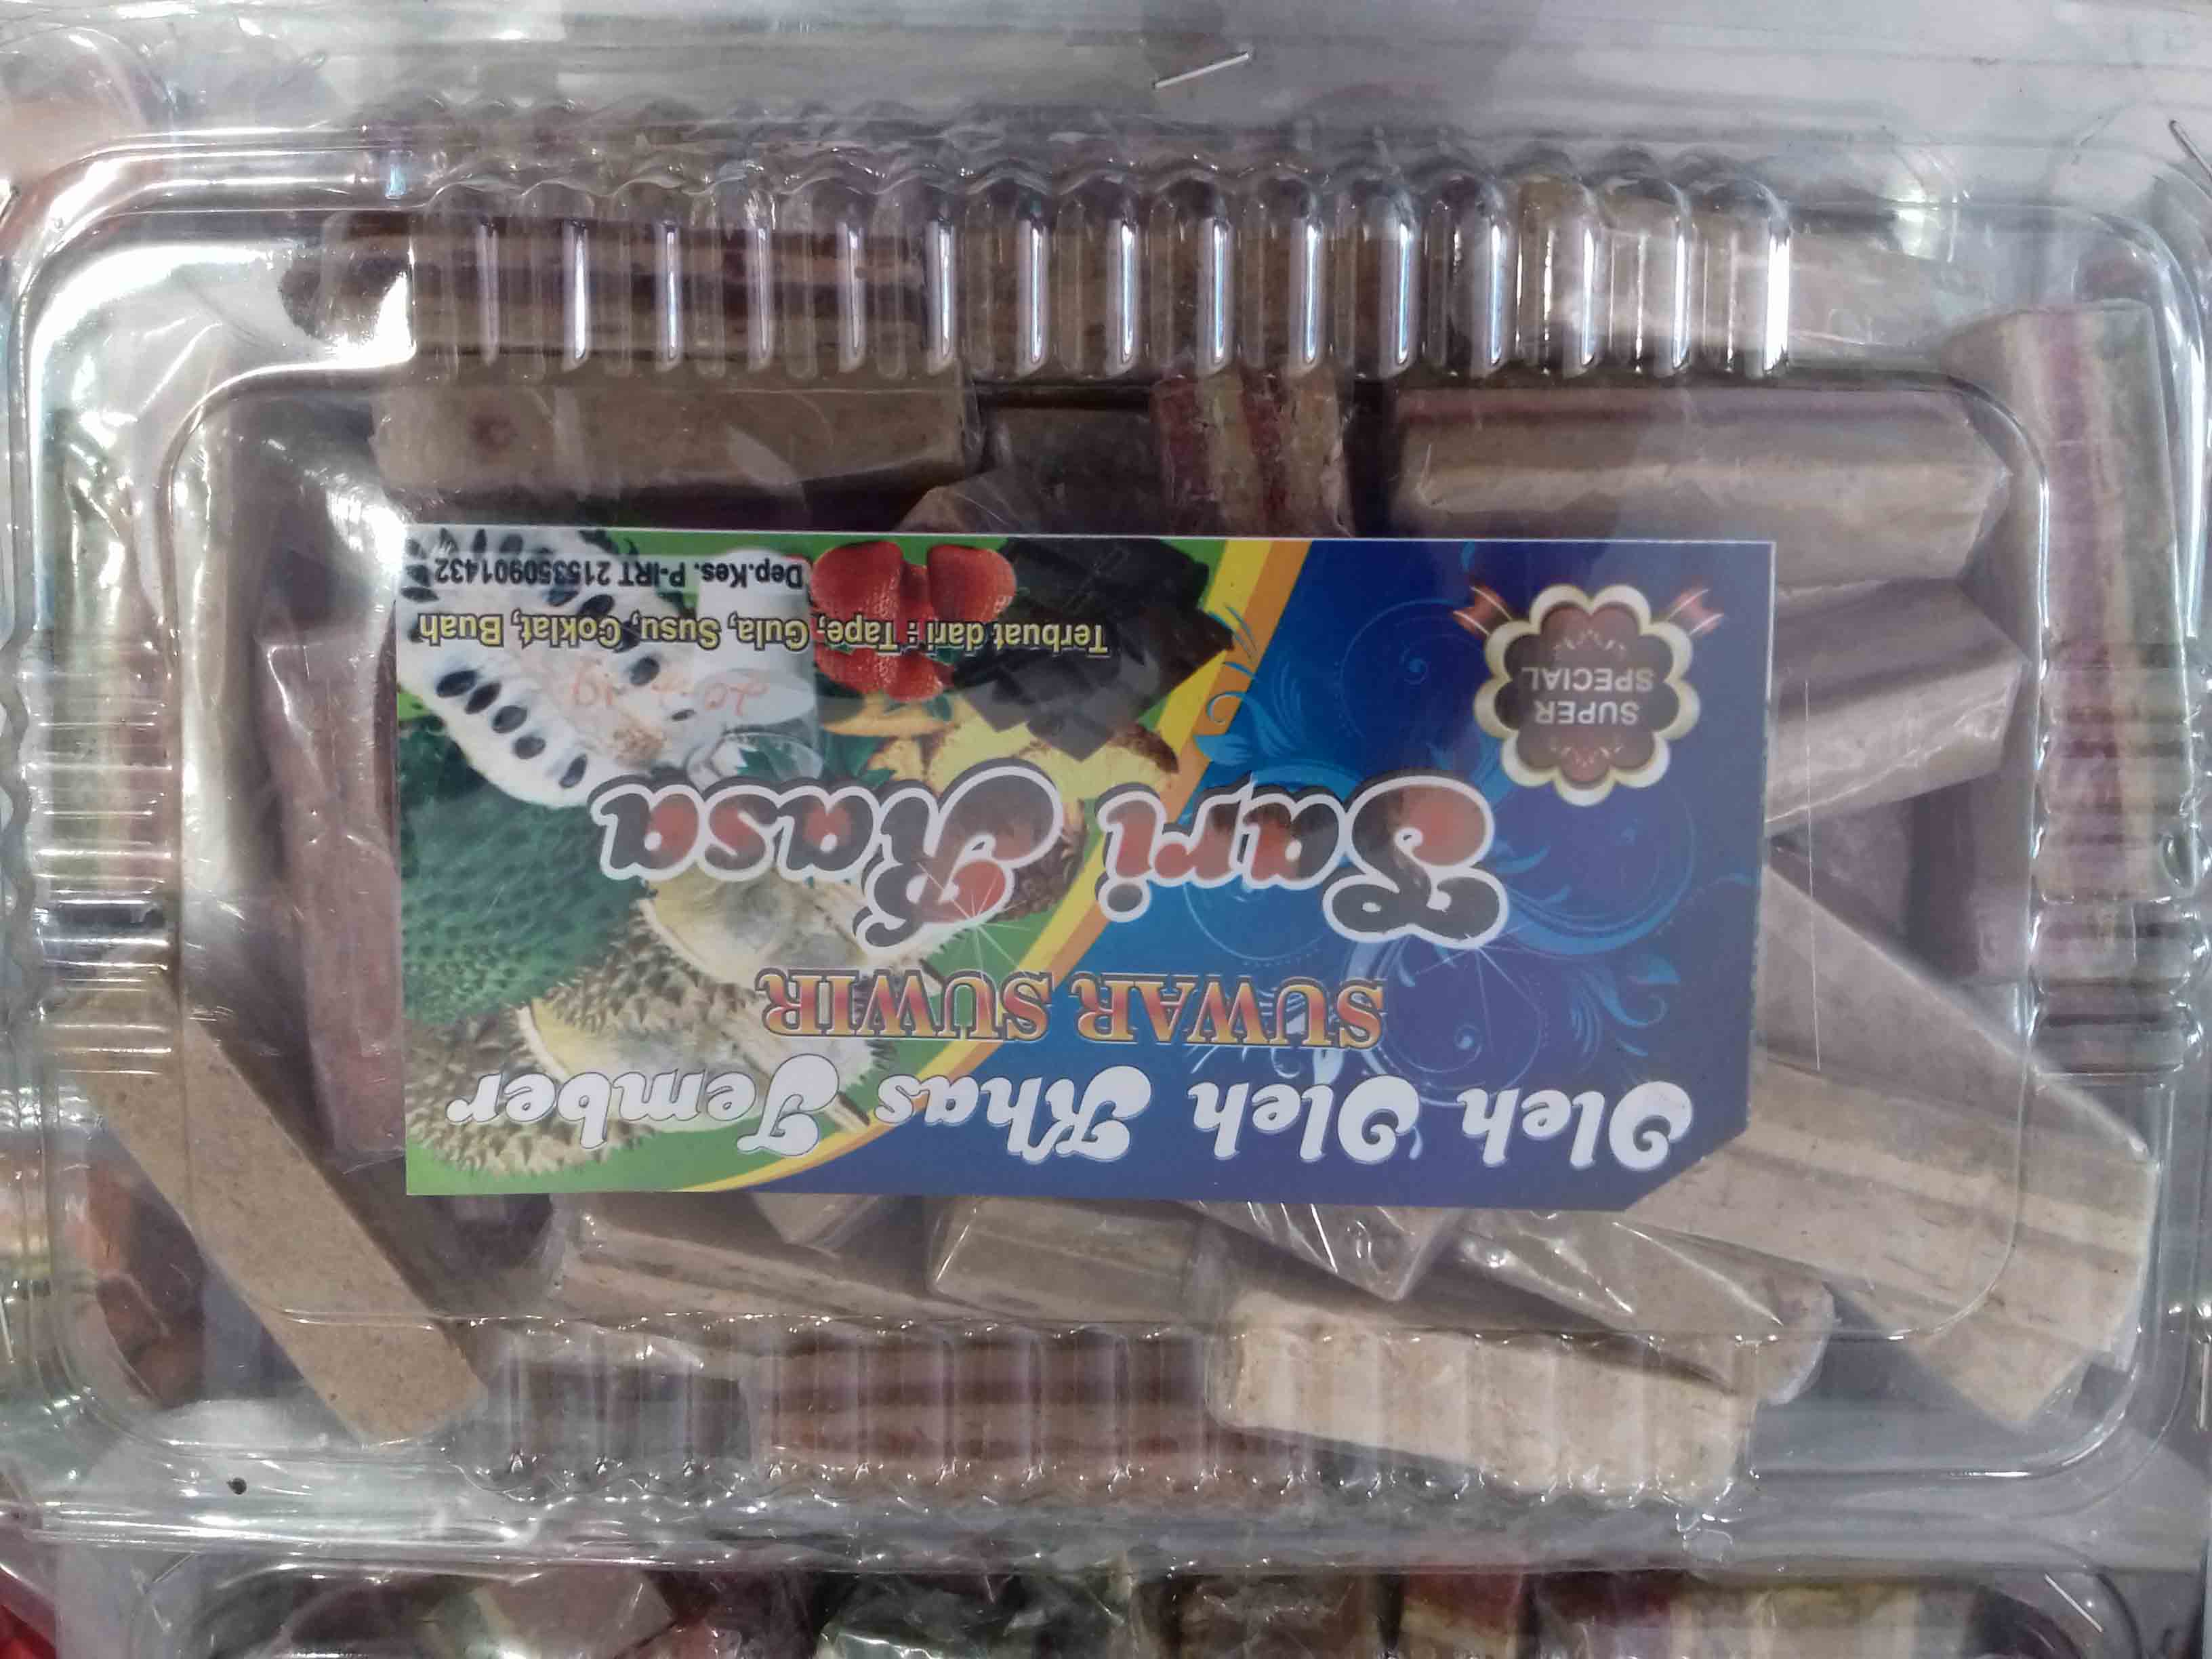 Oleh Oleh Khas Jember
SUWAR SUWIR
Sari Rasa
SUPER
SPECIAL
Terbuat dari : Tape, Gula, Susu, Coklat, Buah
Dep.Kes. P-IRT 2153509901432